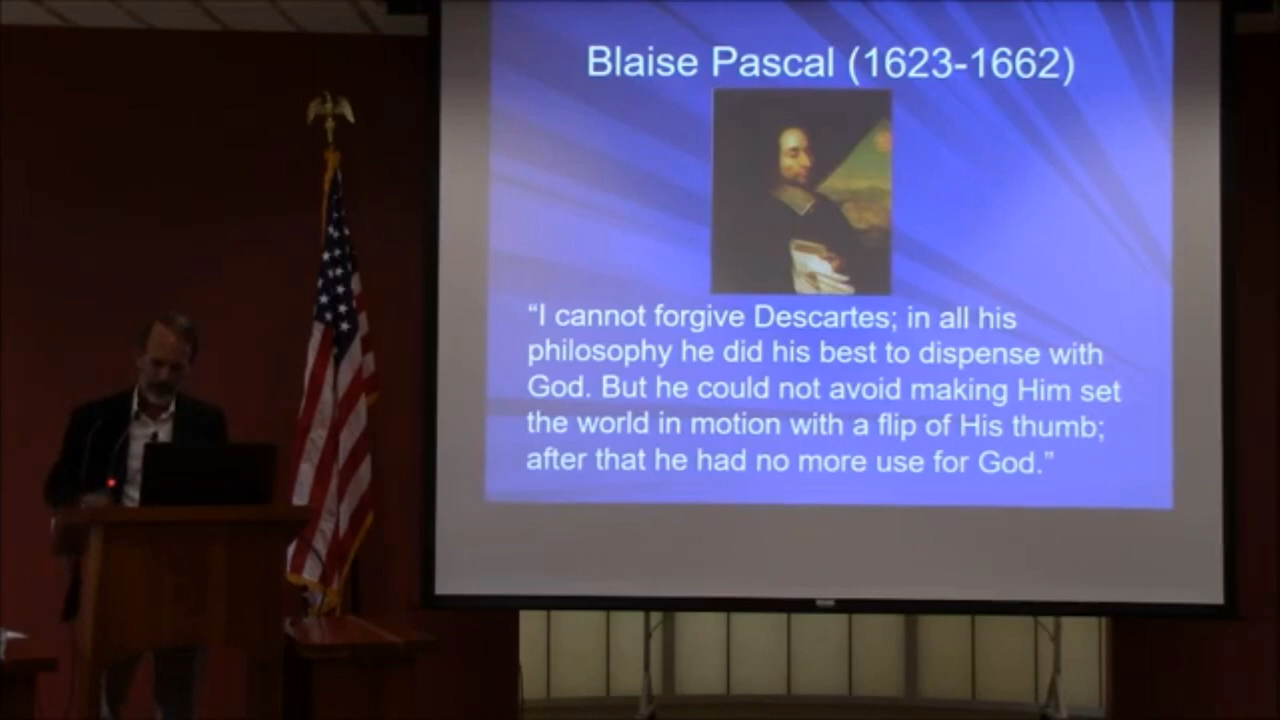 Blaise Pascal (1623-1662)
“I cannot forgive Descartes; in all his
philosophy he did his best to dispense with
God. But he could not avoid making Him set
the world in motion with a flip of His thumb;
after that he had no more use for God.”